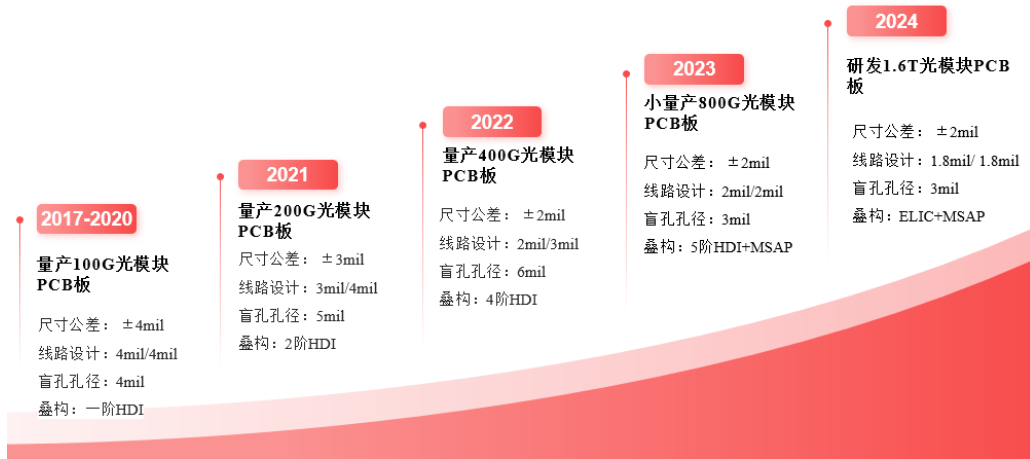 2017-2020
量产100G光模块
PCB板
尺寸公差： ±4mil
线路设计：4mil/4mil
盲孔孔径：4mil
叠构：一阶HDI
2021
量产200G光模块
PCB板
尺寸公差： ±3mil
线路设计：3mil/4mil
盲孔孔径：5mil
叠构：2阶HDI
2022
量产400G光模块
PCB板
尺寸公差： ±2mil
线路设计：2mil/3mil
盲孔孔径：6mil
叠构：4阶HDI
2023
小量产800G光模块
PCB板
尺寸公差： ±2mil
线路设计：2mil/2mil
盲孔孔径：3mil
叠构：5阶HDI+MSAP
2024
研发1.6T光模块PCB
板
尺寸公差： ±2mil
线路设计：1.8mil/ 1.8mil
盲孔孔径：3mil
叠构：ELIC+MSAP